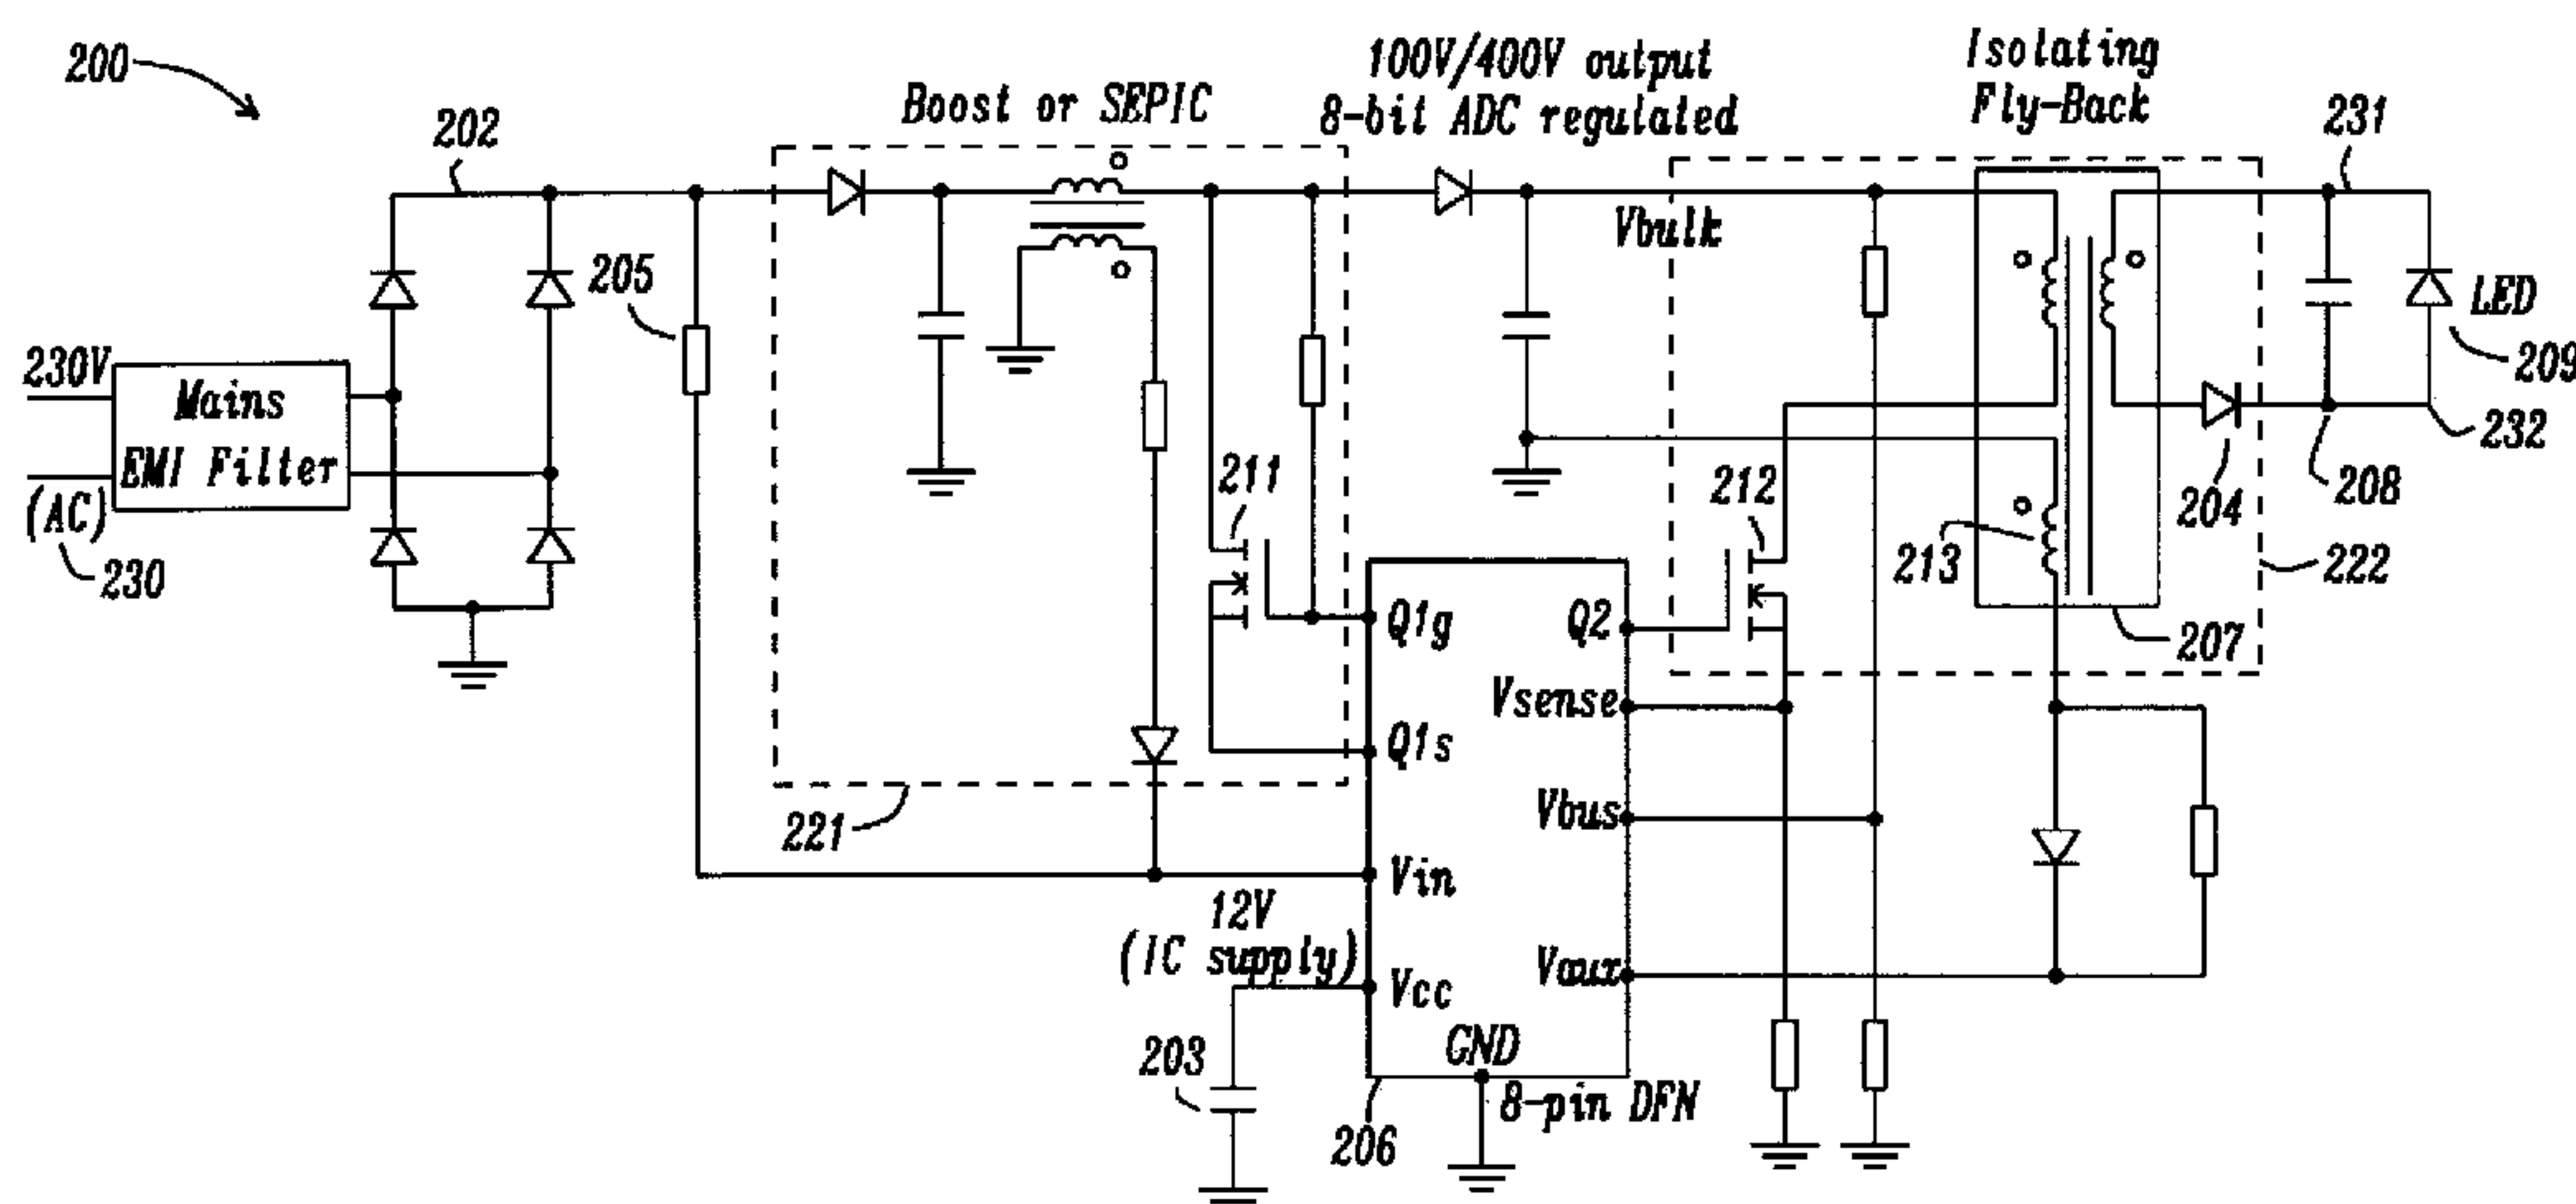 200
202
Boost or SEPIC
100V/400V output
8-bit ADC regulated
Isolating
Fly-Back
231
205
Vbulk
LED
209
230V
Mains
EMI Filter
(AC)
230
211
212
213
204
208
232
222
207
Q1g
Q2
Vsense
Q1s
Vbus
221
Vin
12V
(IC supply)
Vcc
Vaux
GND
203
206
8-pin DFN